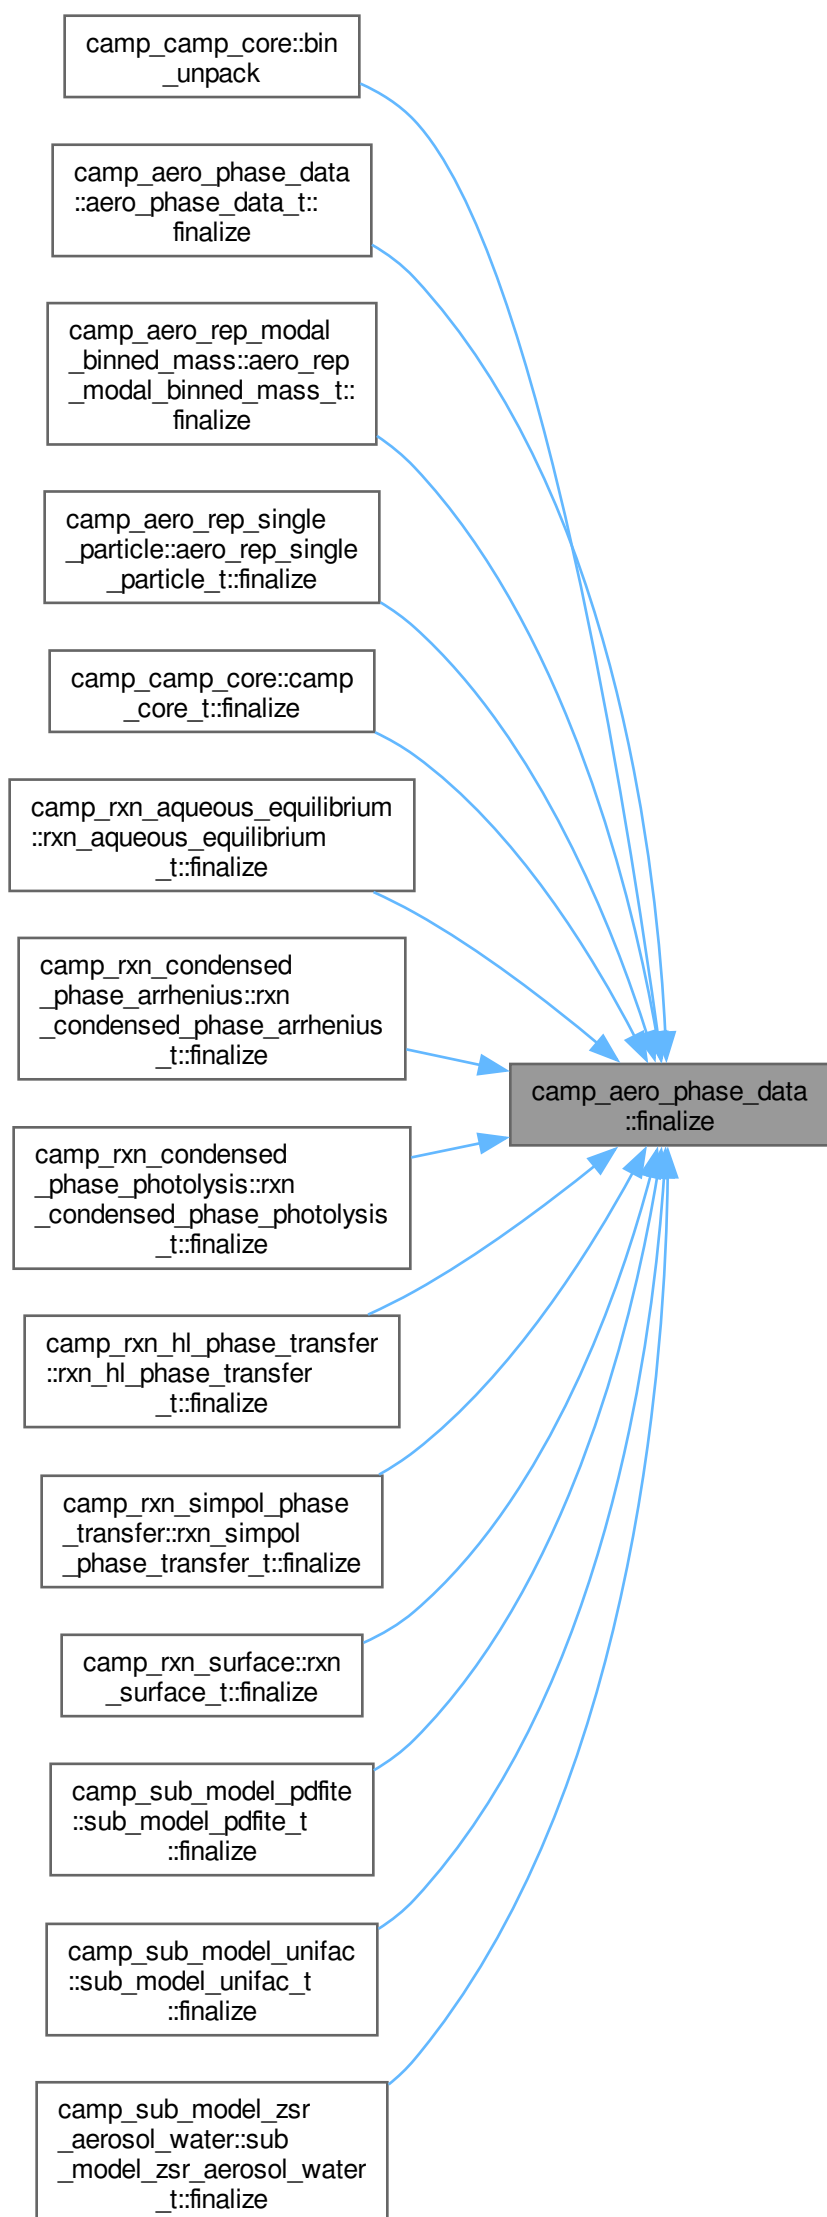 camp_camp_core::bin
_unpack
camp_aero_phase_data
::aero_phase_data_t::
finalize
camp_aero_rep_modal
_binned_mass::aero_rep
_modal_binned_mass_t::
finalize
camp_aero_rep_single
_particle::aero_rep_single
_particle_t::finalize
camp_camp_core::camp
_core_t::finalize
camp_rxn_aqueous_equilibrium
::rxn_aqueous_equilibrium
_t::finalize
camp_rxn_condensed
_phase_arrhenius::rxn
_condensed_phase_arrhenius
_t::finalize
camp_aero_phase_data
::finalize
camp_rxn_condensed
_phase_photolysis::rxn
_condensed_phase_photolysis
_t::finalize
camp_rxn_hl_phase_transfer
::rxn_hl_phase_transfer
_t::finalize
camp_rxn_simpol_phase
_transfer::rxn_simpol
_phase_transfer_t::finalize
camp_rxn_surface::rxn
_surface_t::finalize
camp_sub_model_pdfite
::sub_model_pdfite_t
::finalize
camp_sub_model_unifac
::sub_model_unifac_t
::finalize
camp_sub_model_zsr
_aerosol_water::sub
_model_zsr_aerosol_water
_t::finalize